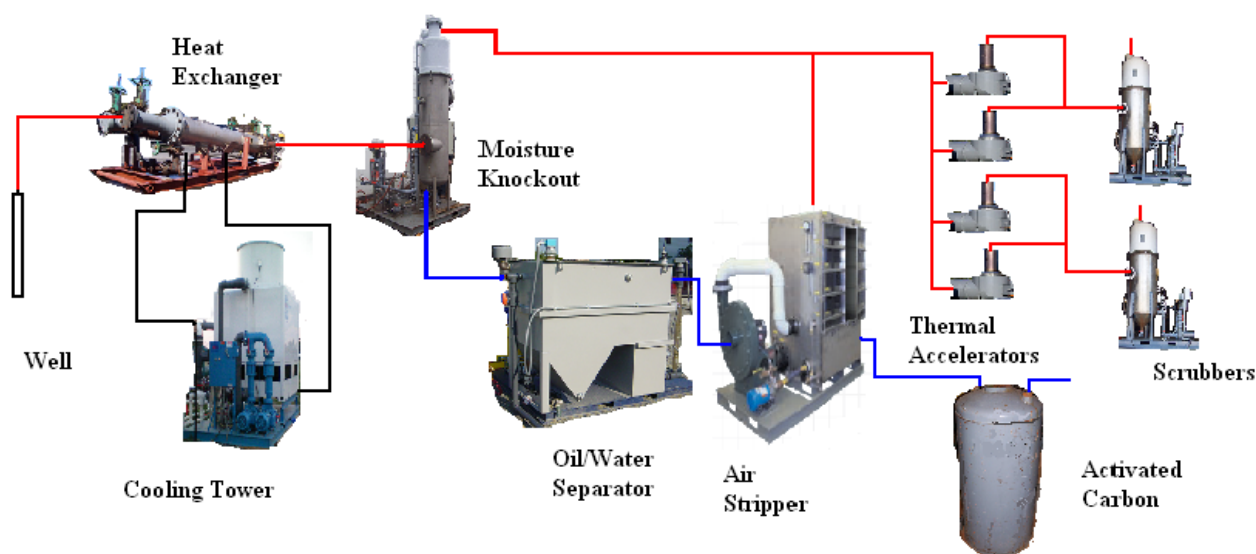 Heat
Exchanger
Moisture
Knockout
Well
Thermal
Accelerators
Scrubbers
Cooling Tower
Oil/Water
Separator
Air
Stripper
Activated
Carbon